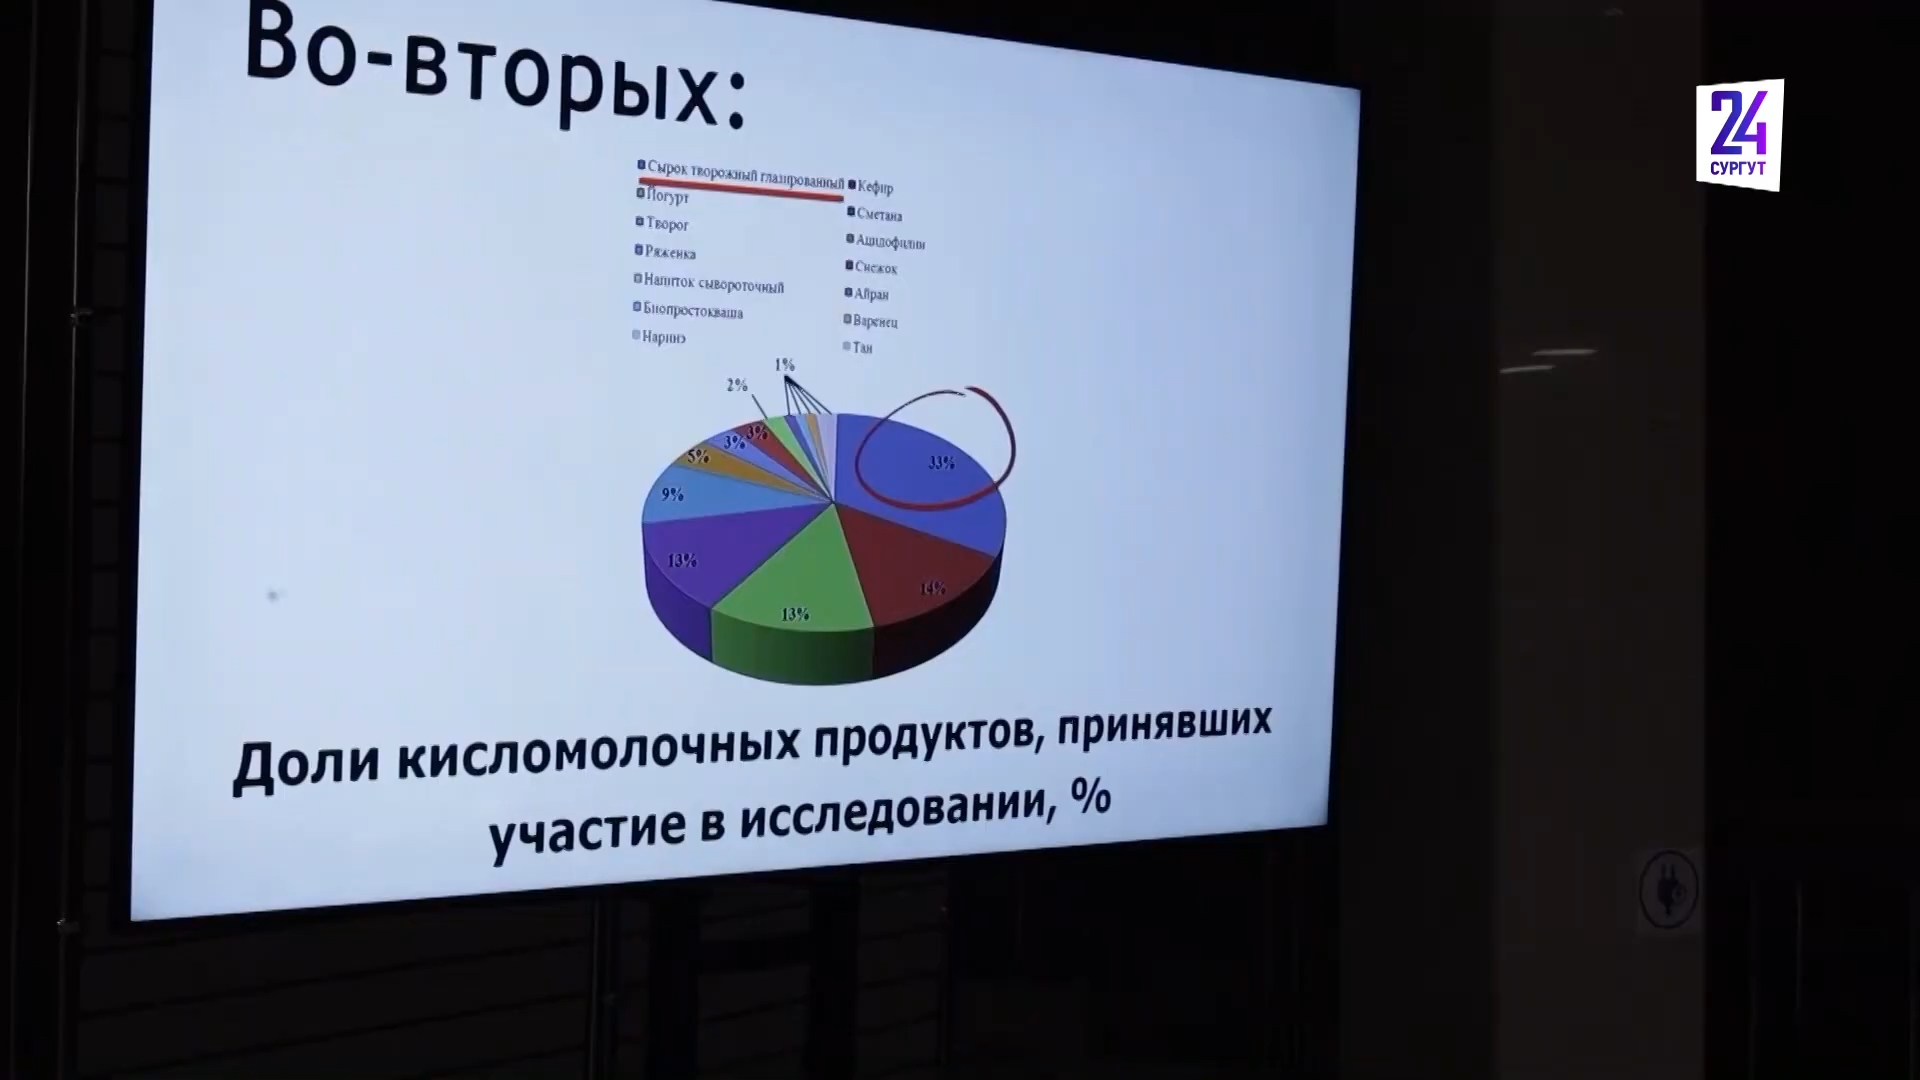 Во-вторых:
24
СУРГУТ
Сырок творожный глазированный
Кефир
Йогурт
Сметана
Творог
Ацидофилин
Ряженка
Снежок
Напиток сывороточный
Айран
Биопростокваша
Варенец
Наринэ
Тан
1%
2%
3%
3%
5%
33%
9%
13%
14%
13%
Доли кисломолочных продуктов, принявших
участие в исследовании, %